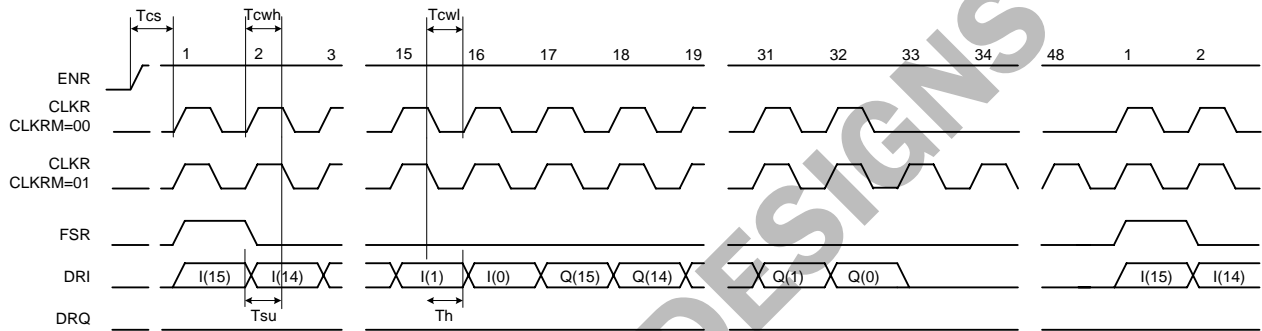 Tcs Tcwh Tcwl
1 2 3 15 16 17 18 19 31 32 33 34 48 1 2
ENR
CLKR
CLKRM=00
CLKR
CLKRM=01
FSR
DRI I(15) I(14) I(1) I(0) Q(15) Q(14) Q(1) Q(0) I(15) I(14)
Tsu Th
DRQ
DESIGNS